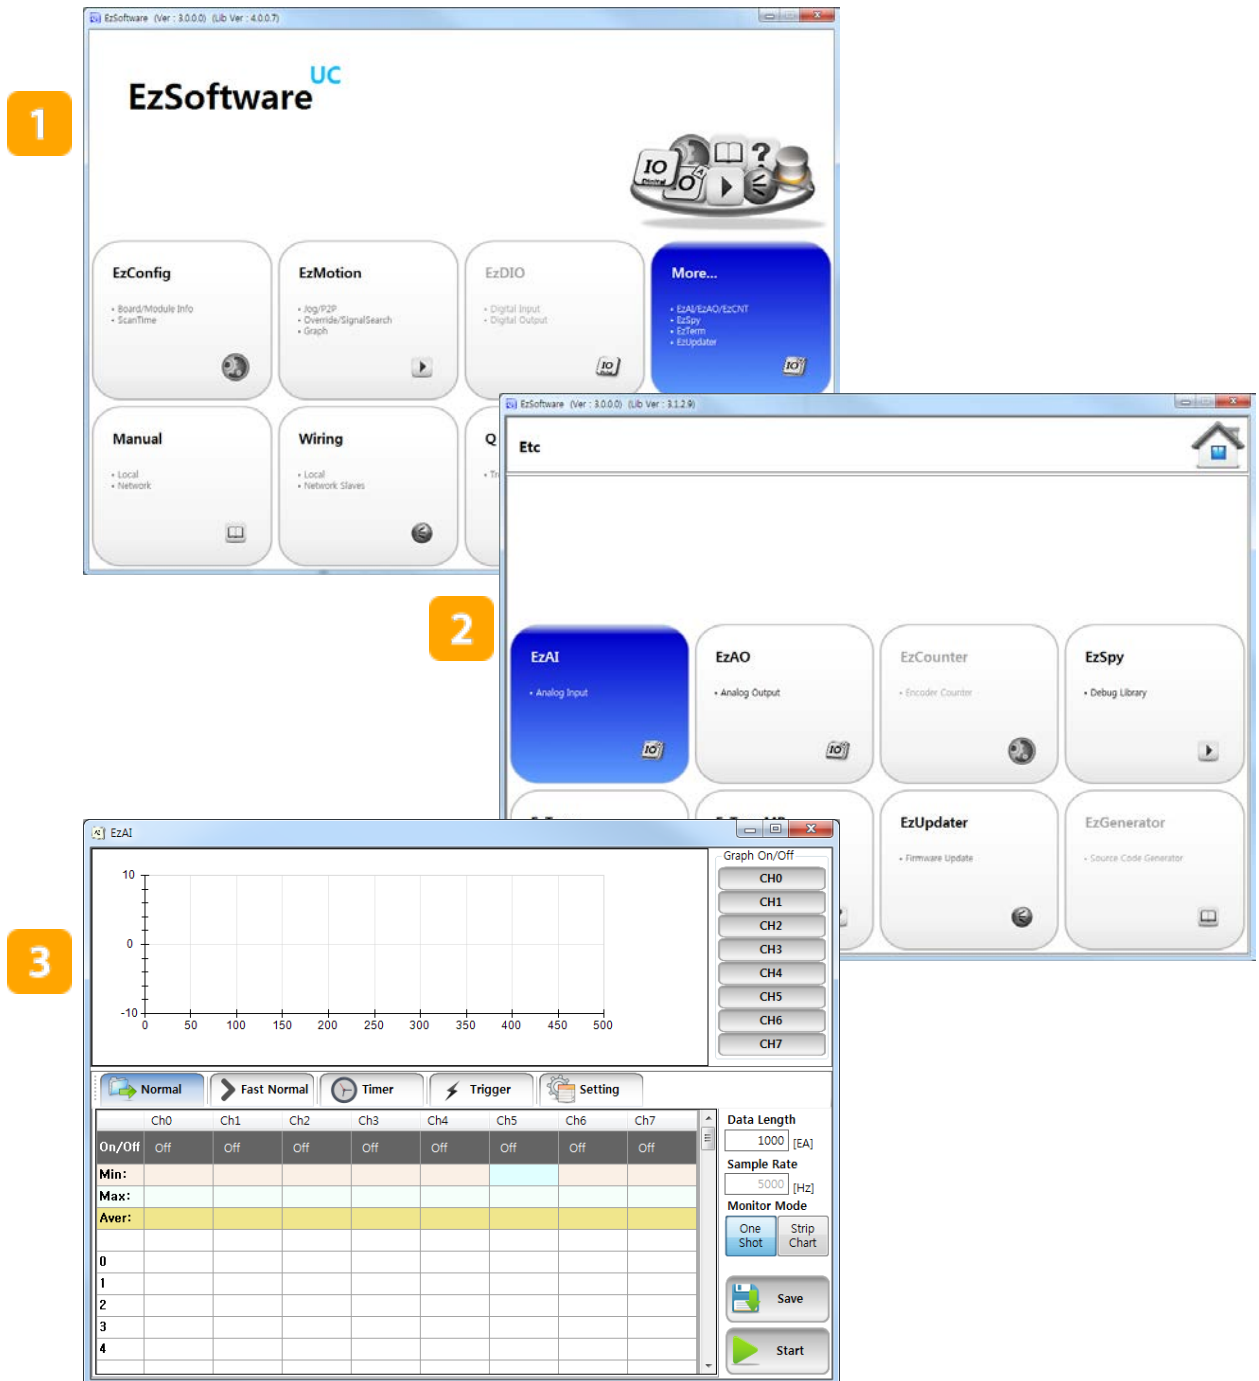 1
EzSoftware (Ver : 3.0.0.0) (Lib Ver : 4.0.0.7)
EzSoftware UC
IO
Digital
IO
?
EzConfig
• Board/Module Info
• ScanTime
EzMotion
• Jog/P2P
• Override/SignalSearch
• Graph
EzDIO
• Digital Input
• Digital Output
IO
More...
• EzAI/EzAO/EzCNT
• EzSpy
• EzTerm
• EzUpdater
IO
Manual
• Local
• Network
Wiring
• Local
• Network Slaves
Q
• Tr
2
EzSoftware (Ver : 3.0.0.0) (Lib Ver : 3.1.2.9)
Etc
EzAI
• Analog Input
IO
EzAO
• Analog Output
IO
EzCounter
• Encoder Counter
EzSpy
• Debug Library
EzUpdater
• Firmware Update
EzGenerator
• Source Code Generator
3
EzAI
10
0
-10
0 50 100 150 200 250 300 350 400 450 500
Graph On/Off
CH0
CH1
CH2
CH3
CH4
CH5
CH6
CH7
Normal Fast Normal Timer Trigger Setting
Ch0 Ch1 Ch2 Ch3 Ch4 Ch5 Ch6 Ch7
On/Off Off Off Off Off Off Off Off Off
Min:
Max:
Aver:
0
1
2
3
4
Data Length
1000 [EA]
Sample Rate
5000 [Hz]
Monitor Mode
One Shot
Strip Chart
Save
Start